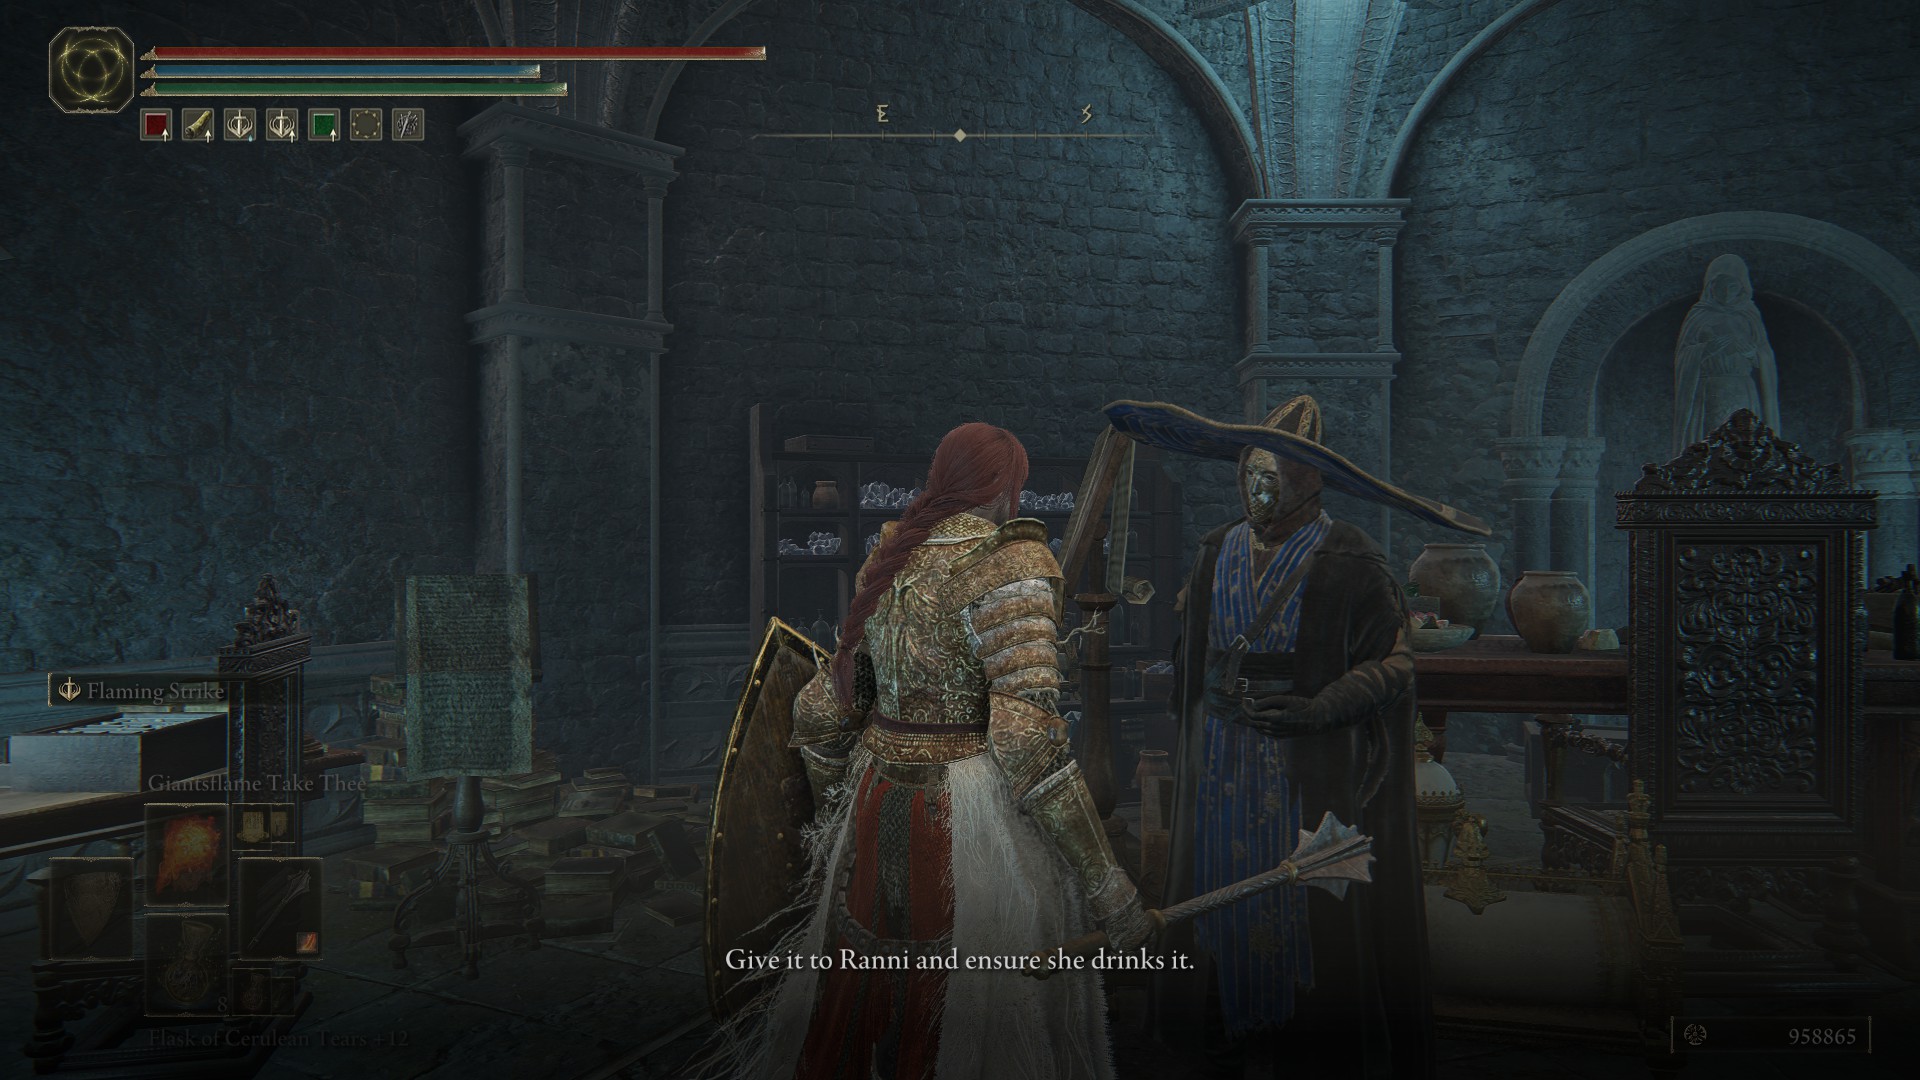 E
S
Flaming Strike
Giantsflame Take Thee
8
Give it to Ranni and ensure she drinks it.
Flask of Cerulean Tears +12
958865